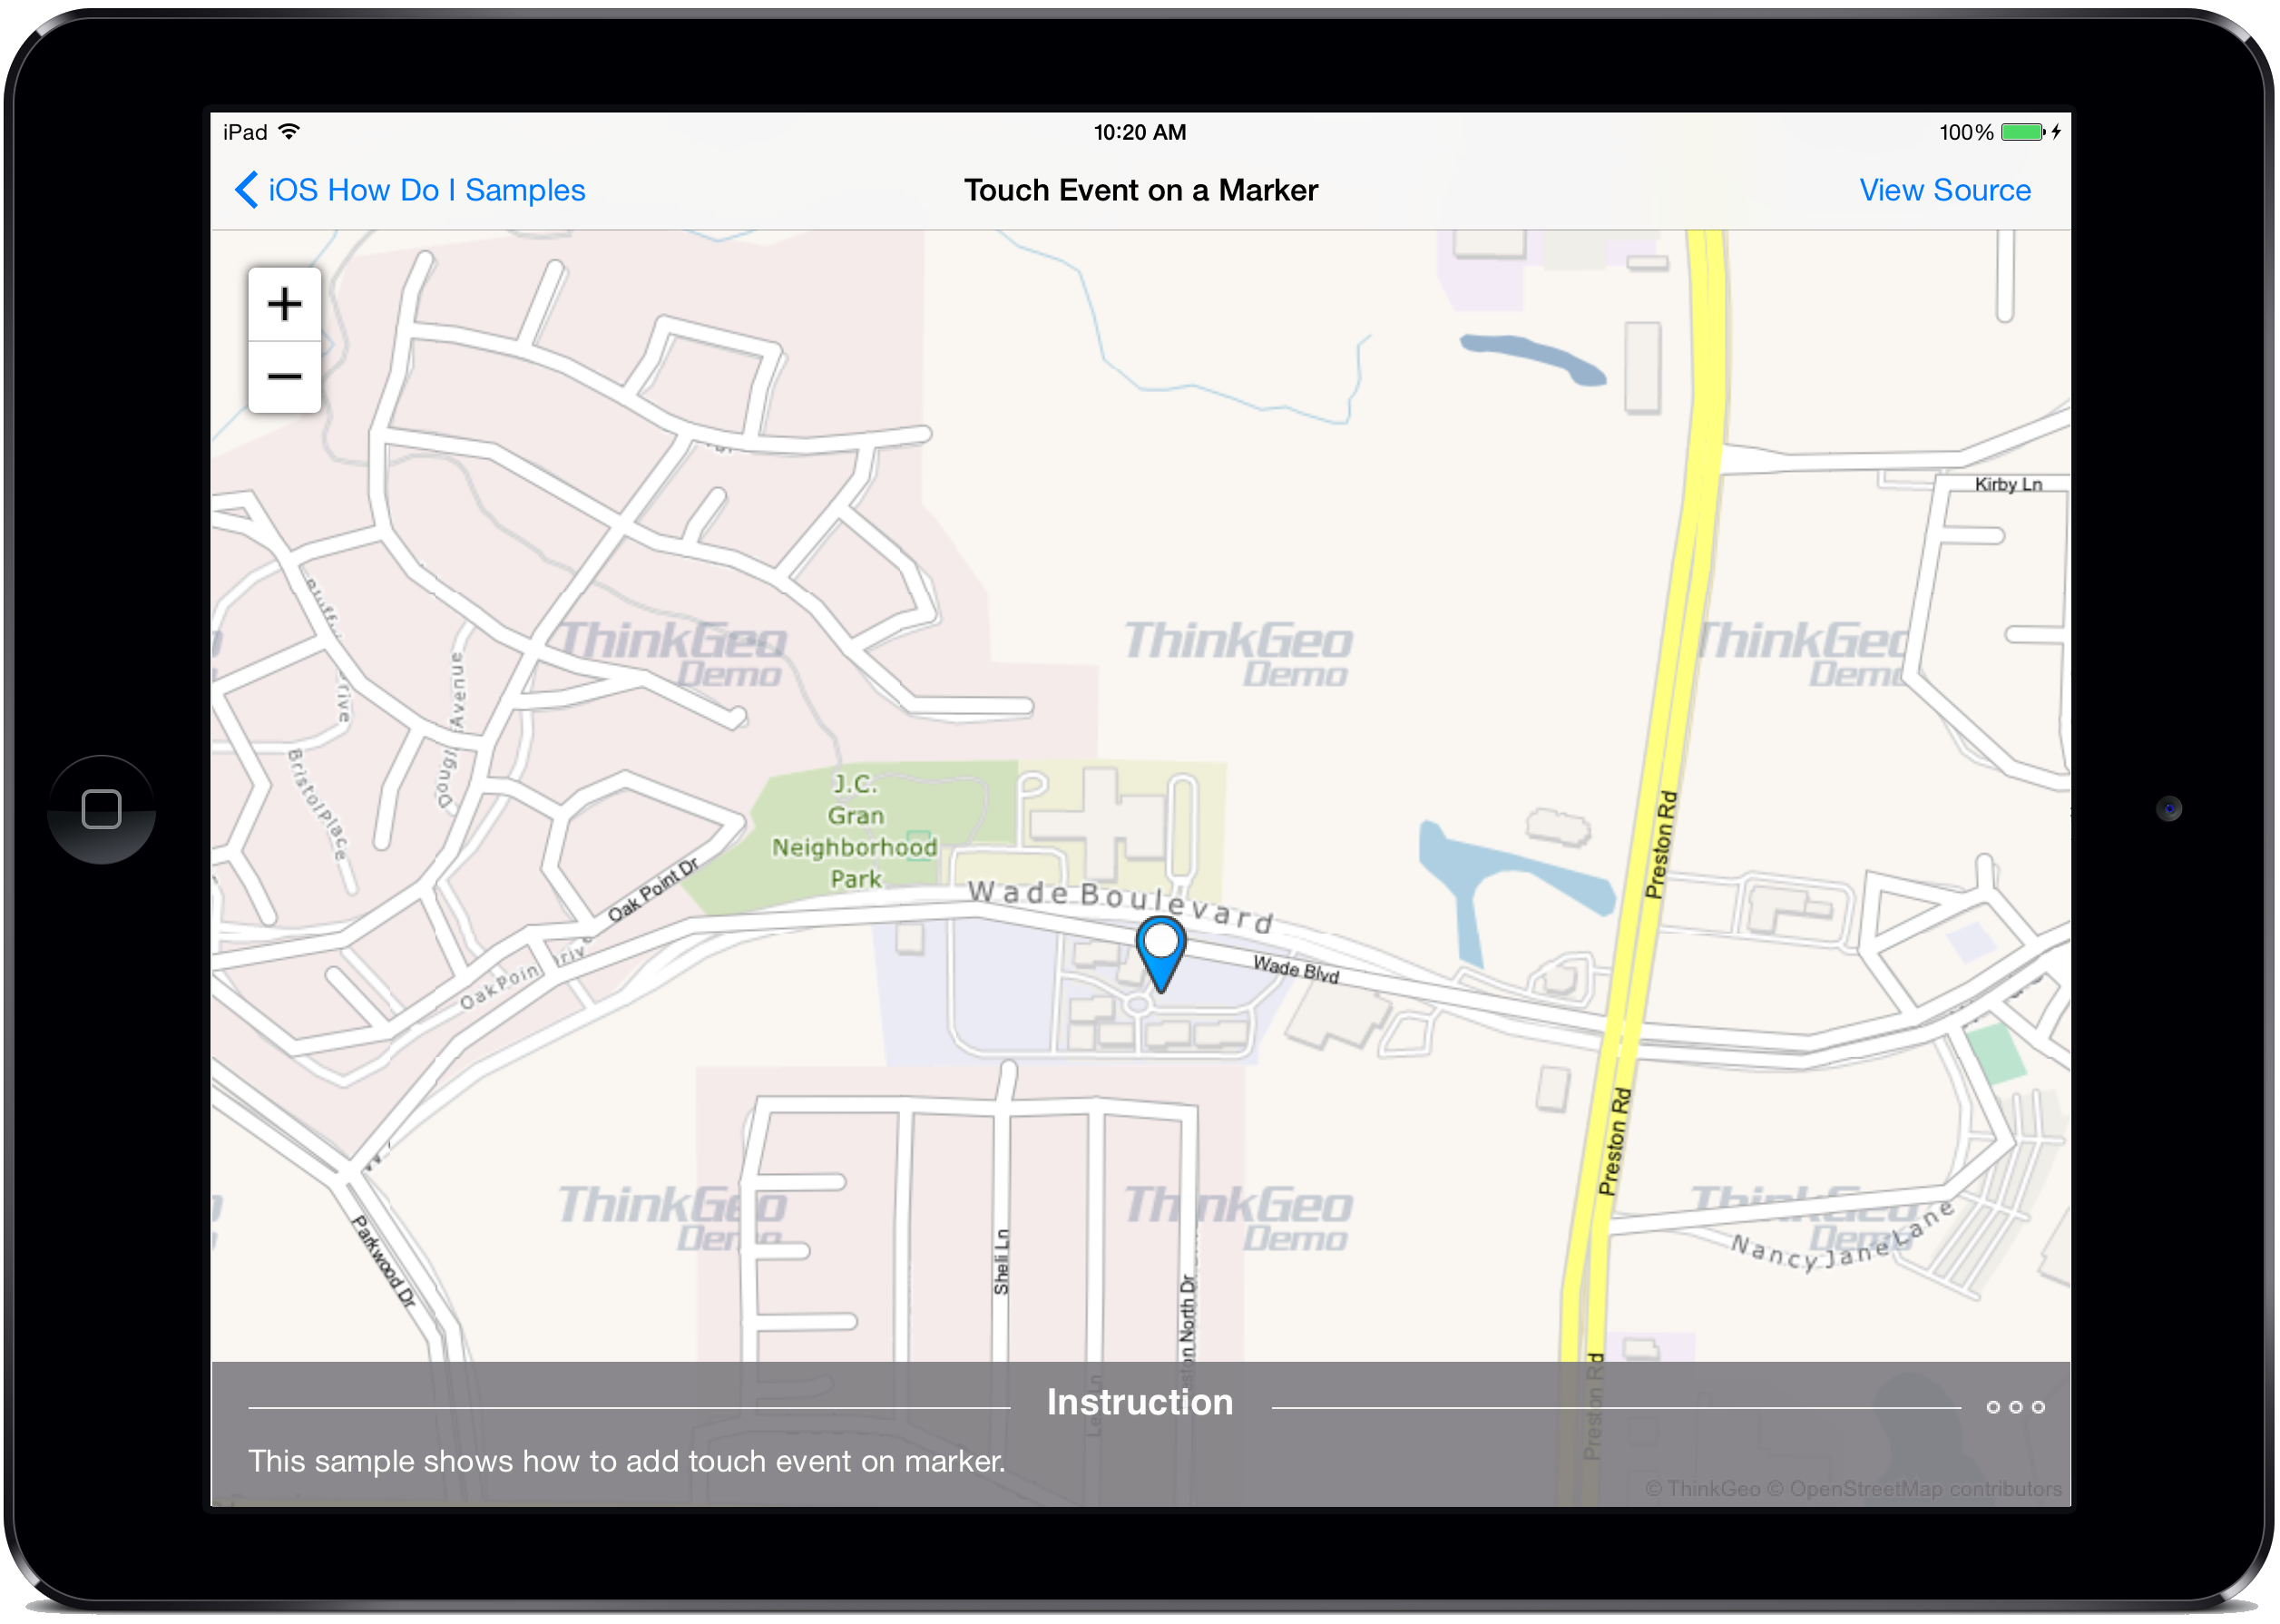 iPad
10:20 AM
100%
iOS How Do I Samples
Touch Event on a Marker
View Source
+
−
Kirby Ln
ThinkGeo
Demo
ThinkGeo
Demo
ThinkGeo
Demo
Avenue
Bristolplace
J.C.
Gran
Neighborhood
Park
Preston Rd
Oak Point Dr
Wade Boulevard
Wade Blvd
Preston Rd
ThinkGeo
Demo
ThinkGeo
Demo
ThinkGeo
Demo
Nancy Jane Lane
Parkwood Dr
Sheli Ln
North Dr
Preston Rd
Instruction
This sample shows how to add touch event on marker.
© ThinkGeo © OpenStreetMap contributors